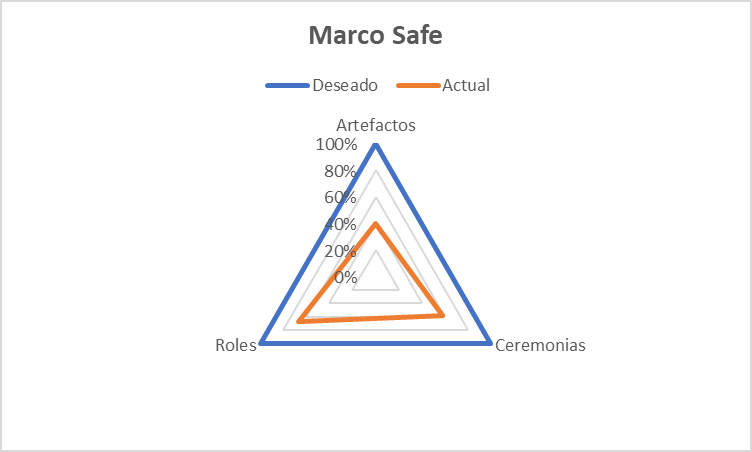 Marco Safe
Deseado Actual
Artefactos
100%
80%
60%
40%
20%
0%
Roles Ceremonias